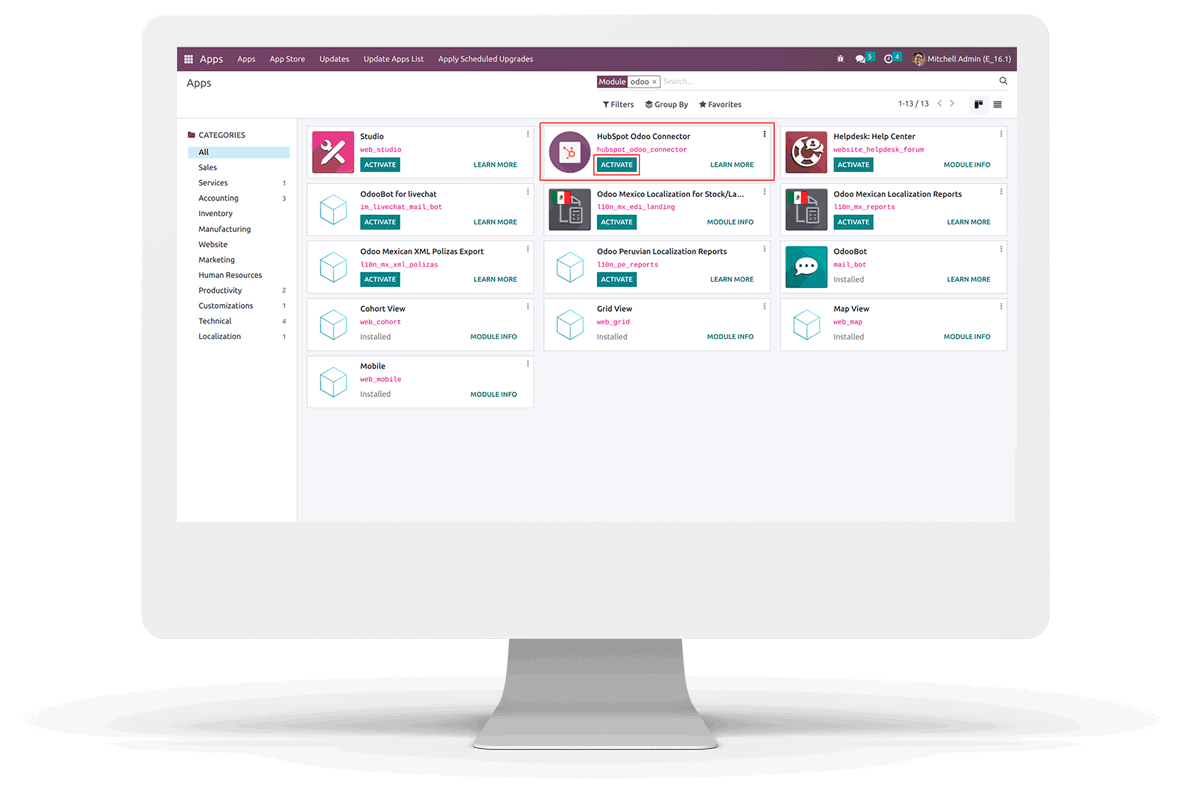 Apps Apps App Store Updates Update Apps List Apply Scheduled Upgrades 5 4 Mitchell Admin (E_16.1)
Apps Module odoo × Search...
Filters Group By Favorites 1-13 / 13
CATEGORIES
All
Sales
Services 1
Accounting 3
Inventory
Manufacturing
Website
Marketing
Human Resources
Productivity 2
Customizations 1
Technical 4
Localization 1
Studio
web_studio
ACTIVATE LEARN MORE
HubSpot Odoo Connector
hubspot_odoo_connector
ACTIVATE LEARN MORE
Helpdesk: Help Center
website_helpdesk_forum
ACTIVATE MODULE INFO
OdooBot for livechat
im_livechat_mail_bot
ACTIVATE LEARN MORE
Odoo Mexico Localization for Stock/La...
l10n_mx_edi_landing
ACTIVATE MODULE INFO
Odoo Mexican Localization Reports
l10n_mx_reports
ACTIVATE LEARN MORE
Odoo Mexican XML Polizas Export
l10n_mx_xml_polizas
ACTIVATE LEARN MORE
Odoo Peruvian Localization Reports
l10n_pe_reports
ACTIVATE LEARN MORE
OdooBot
mail_bot
Installed LEARN MORE
Cohort View
web_cohort
Installed MODULE INFO
Grid View
web_grid
Installed MODULE INFO
Map View
web_map
Installed MODULE INFO
Mobile
web_mobile
Installed MODULE INFO